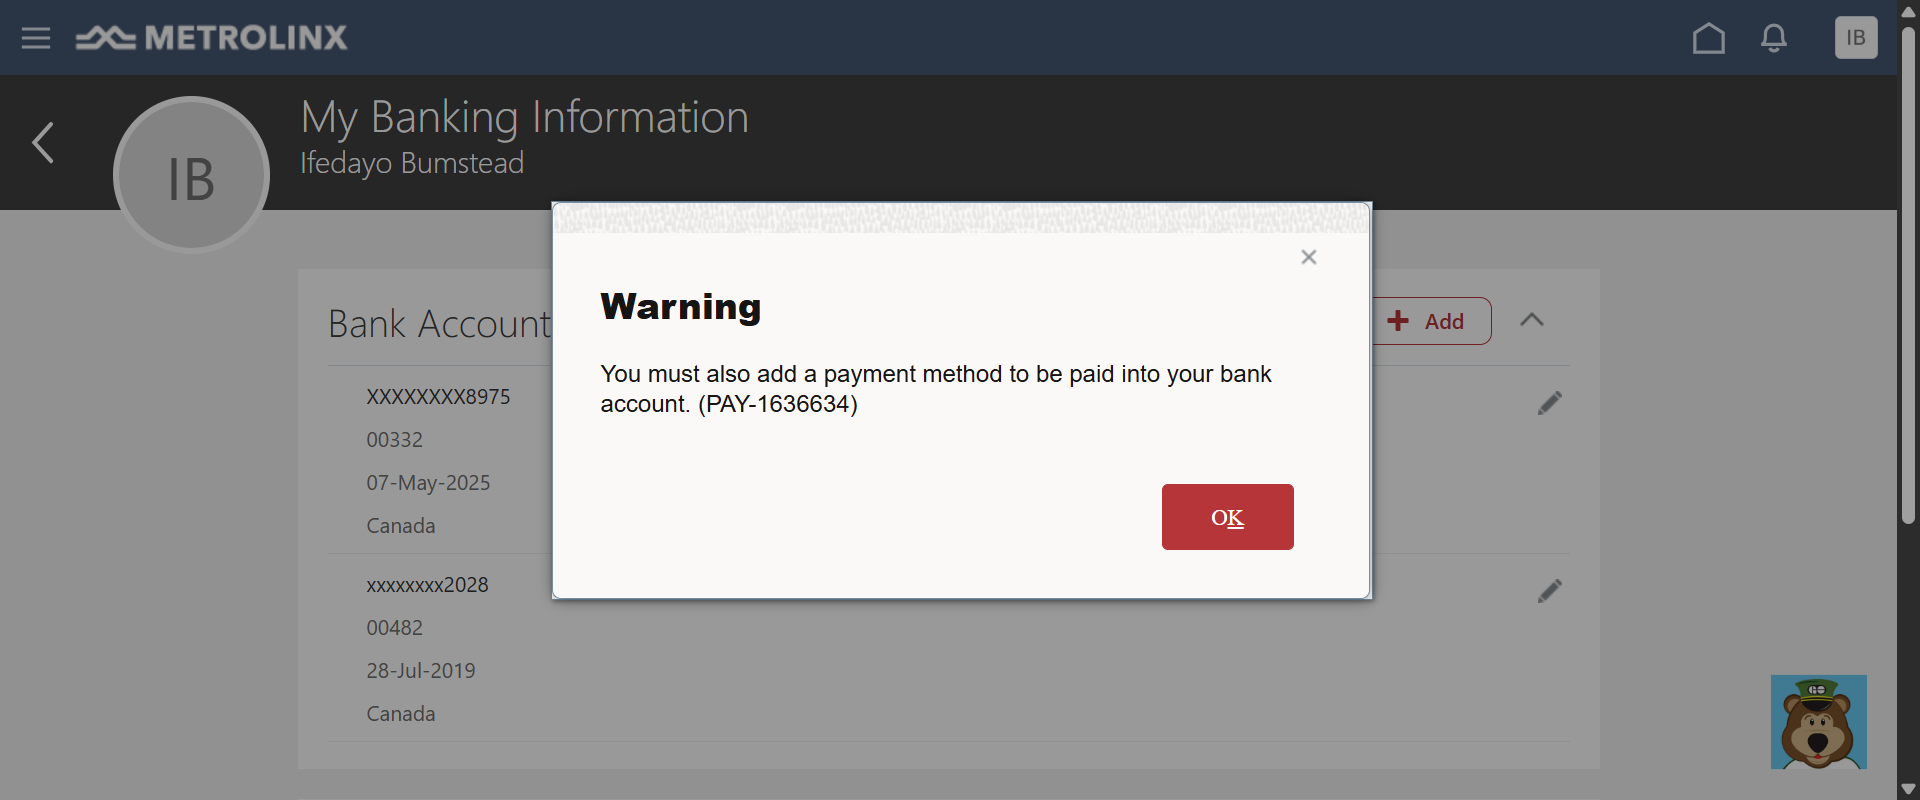 METROLINX
IB
My Banking Information
Ifedayo Bumstead
IB
Warning
You must also add a payment method to be paid into your bank
account. (PAY-1636634)
OK
Bank Account
Add
XXXXXXXX8975
00332
07-May-2025
Canada
xxxxxxxx2028
00482
28-Jul-2019
Canada
GO